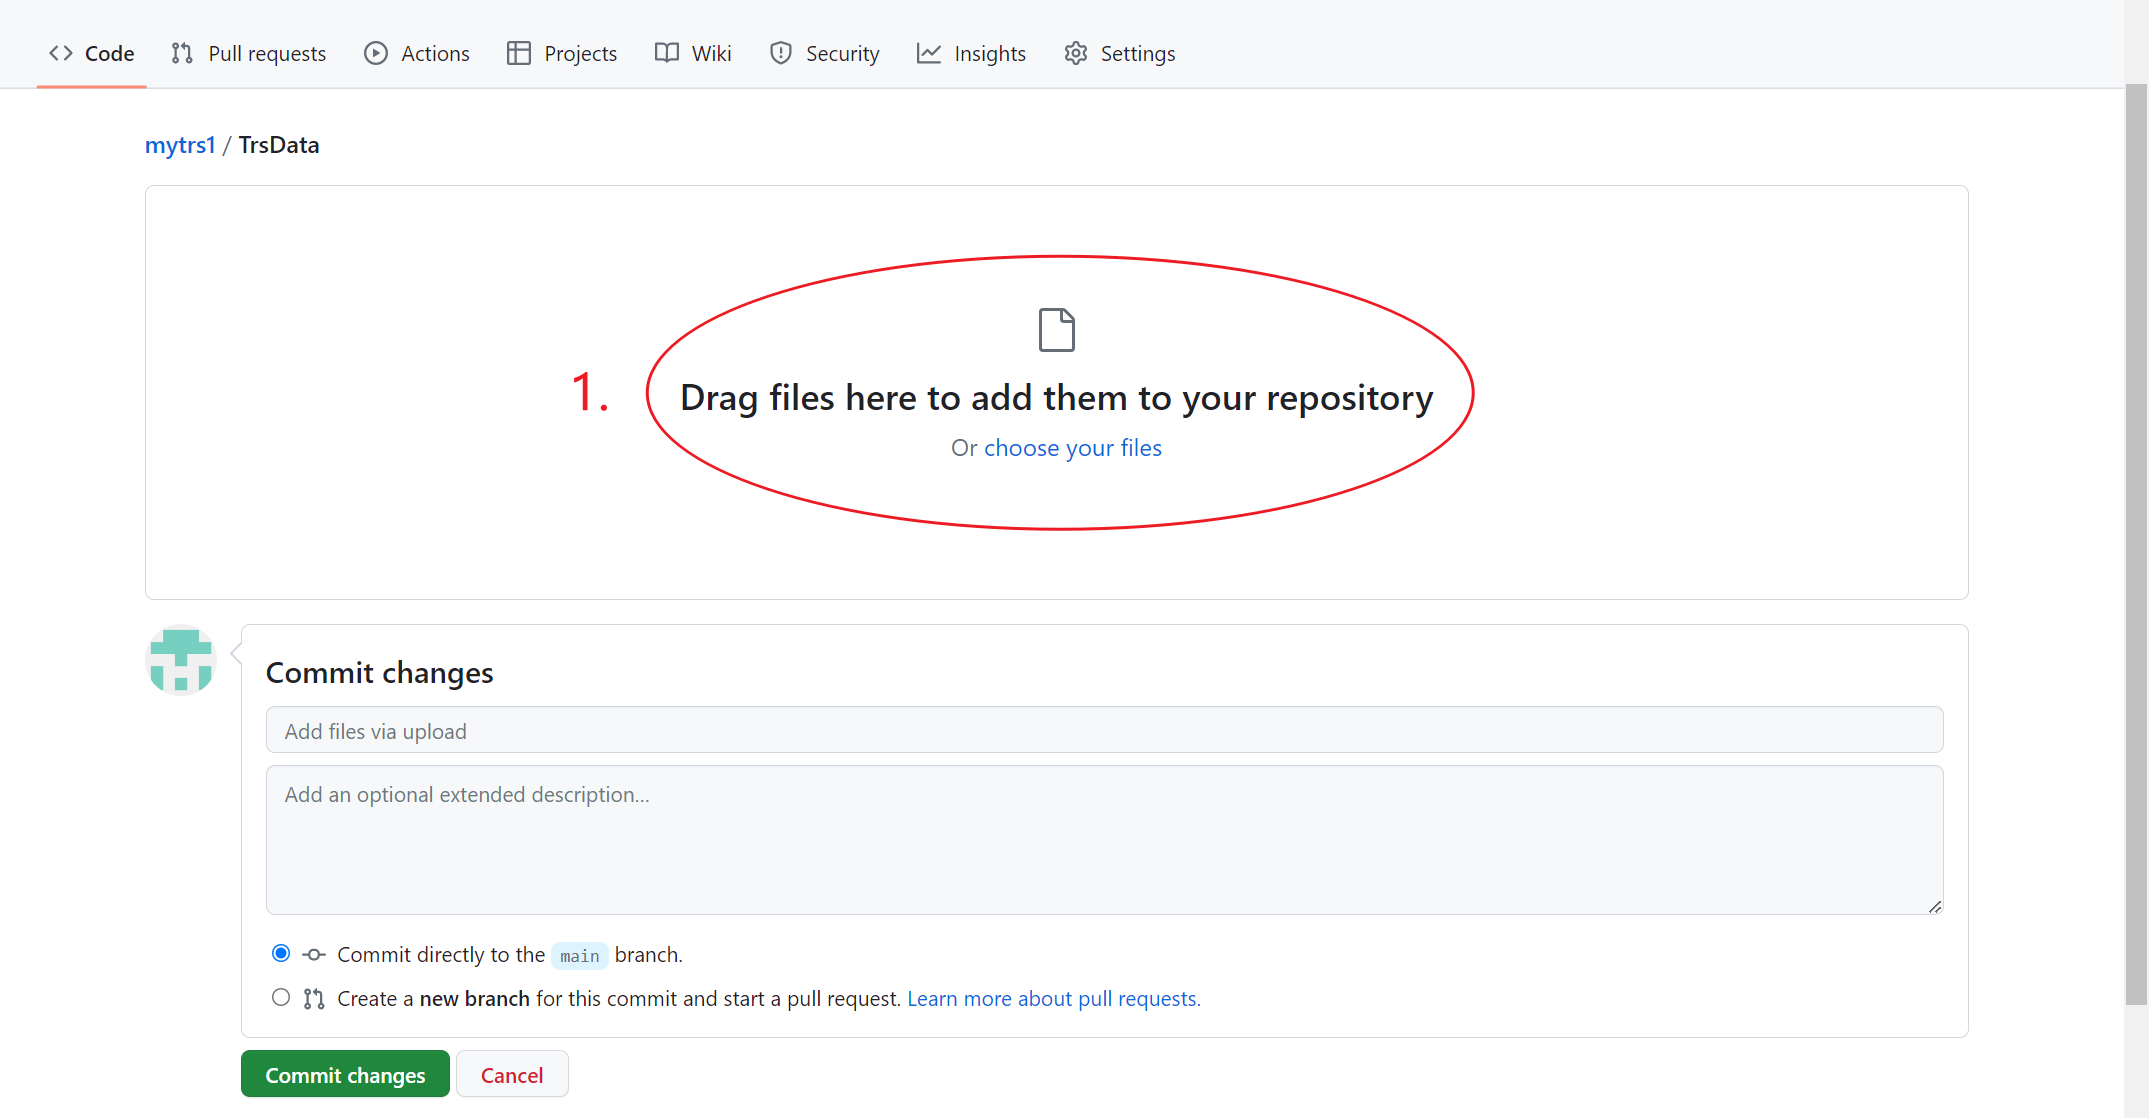 Code Pull requests Actions Projects Wiki Security Insights Settings
mytrs1 / TrsData
1.
Drag files here to add them to your repository
Or choose your files
Commit changes
Add files via upload
Add an optional extended description...
Commit directly to the main branch.
Create a new branch for this commit and start a pull request. Learn more about pull requests.
Commit changes Cancel